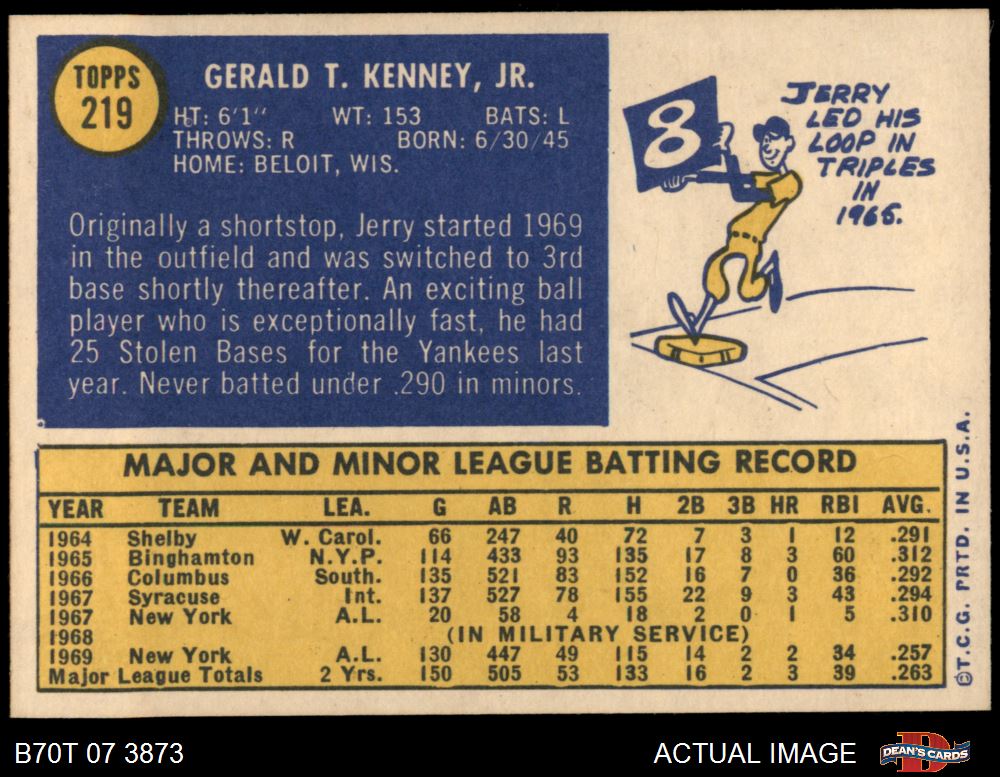 TOPPS
219
GERALD T. KENNEY, JR.
HT: 6'1" WT: 153 BATS: L
THROWS: R BORN: 6/30/45
HOME: BELOIT, WIS.
Originally a shortstop, Jerry started 1969
in the outfield and was switched to 3rd
base shortly thereafter. An exciting ball
player who is exceptionally fast, he had
25 Stolen Bases for the Yankees last
year. Never batted under .290 in minors.
8
JERRY
LED HIS
LOOP IN
TRIPLES
IN
1965.
MAJOR AND MINOR LEAGUE BATTING RECORD
YEAR TEAM LEA. G AB R H 2B 3B HR RBI AVG.
1964 Shelby W. Carol. 66 247 40 72 7 3 1 12 .291
1965 Binghamton N.Y.P. 114 433 93 135 17 8 3 60 .312
1966 Columbus South. 135 521 83 152 16 7 0 36 .292
1967 Syracuse Int. 137 527 78 155 22 9 3 43 .294
1967 New York A.L. 20 58 4 18 2 0 1 5 .310
1968 (IN MILITARY SERVICE)
1969 New York A.L. 130 447 49 115 14 2 2 34 .257
Major League Totals 2 Yrs. 150 505 53 133 16 2 3 39 .263
©T.C.G. PRTD. IN U.S.A.
B70T 07 3873 ACTUAL IMAGE DEAN'S CARDS